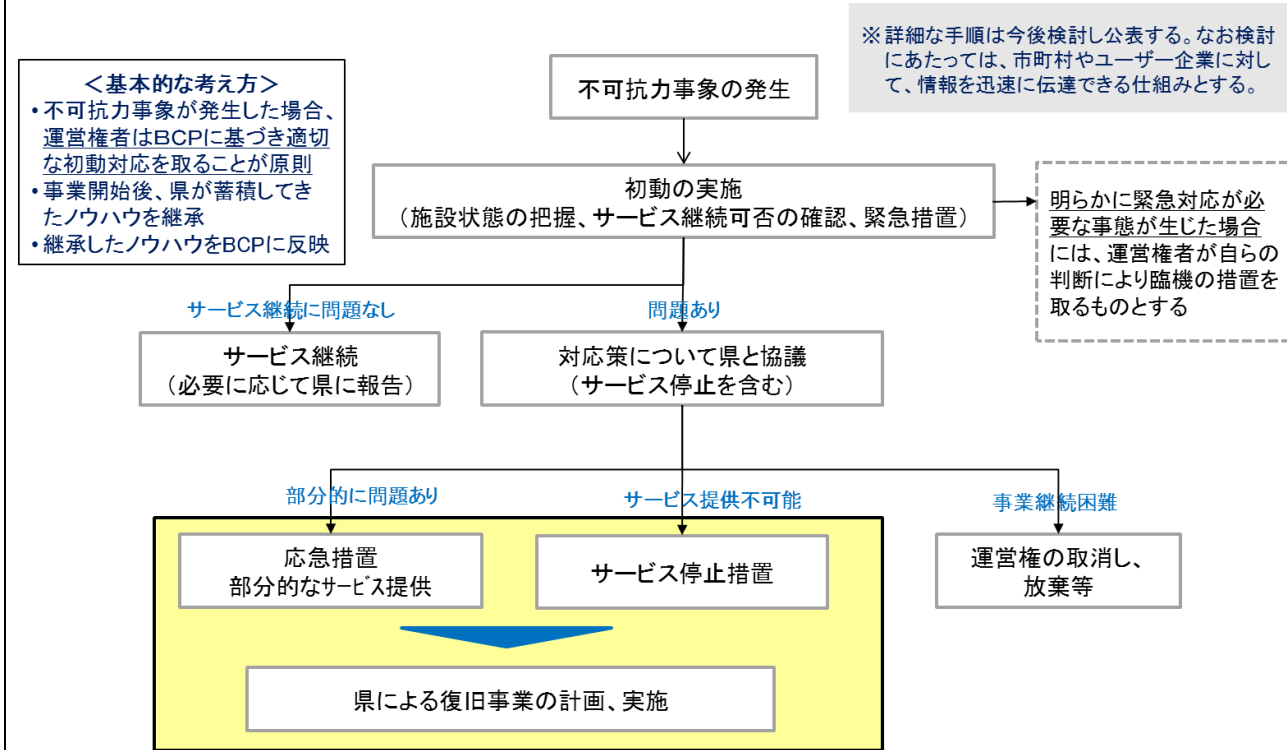 ※詳細な手順は今後検討し公表する。なお検討
にあたっては、市町村やユーザー企業に対し
て、情報を迅速に伝達できる仕組みとする。
＜基本的な考え方＞
・不可抗力事象が発生した場合、
運営権者はBCPに基づき適切
な初動対応を取ることが原則
・事業開始後、県が蓄積してき
たノウハウを継承
・継承したノウハウをBCPに反映
不可抗力事象の発生
初動の実施
（施設状態の把握、サービス継続可否の確認、緊急措置）
明らかに緊急対応が必
要な事態が生じた場合
には、運営権者が自らの
判断により臨機の措置を
取るものとする
サービス継続に問題なし
問題あり
サービス継続
（必要に応じて県に報告）
対応策について県と協議
（サービス停止を含む）
部分的に問題あり
サービス提供不可能
事業継続困難
応急措置
部分的なサービス提供
サービス停止措置
運営権の取消し、
放棄等
県による復旧事業の計画、実施